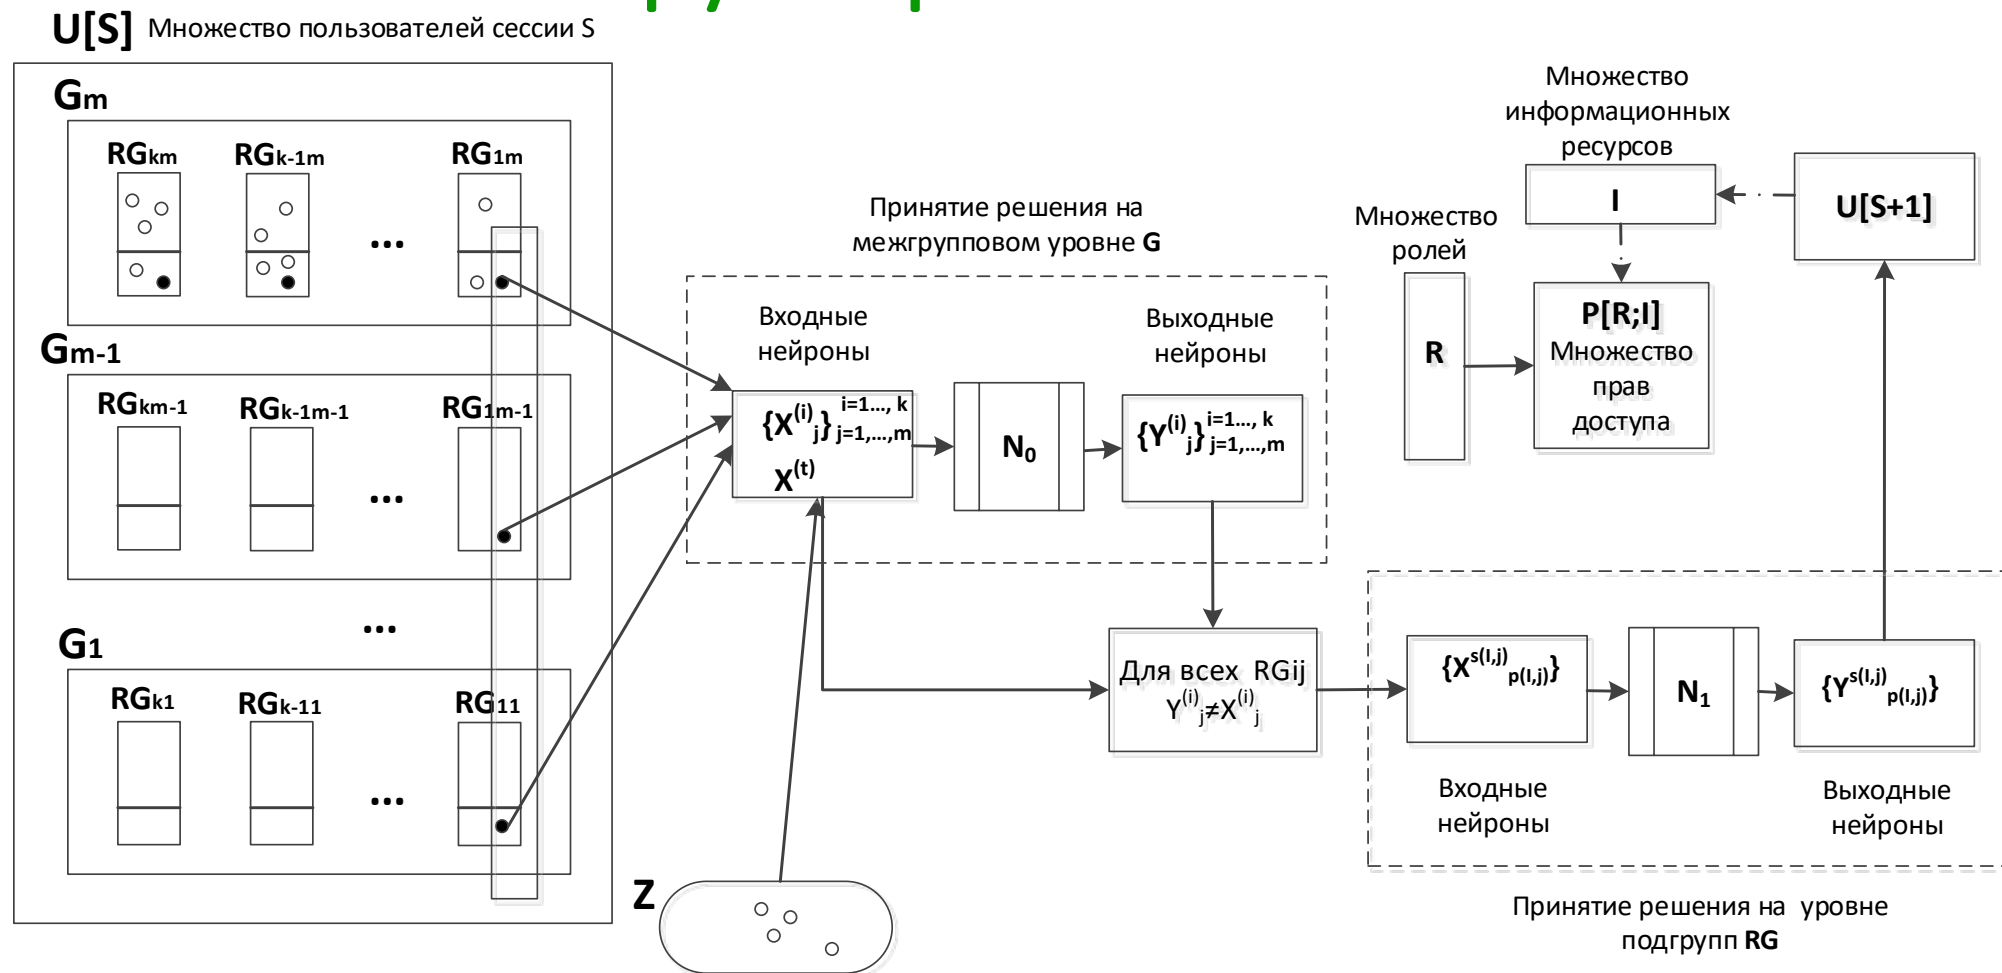 U[S] Множество пользователей сессии S
Gm
RGkm RGk-1m RG1m
...
Gm-1
RGkm-1 RGk-1m-1 RG1m-1
...
...
G1
RGk1 RGk-11 RG11
...
Z
Принятие решения на
межгрупповом уровне G
Входные
нейроны
{X(i)j} i=1..., k
j=1,...,m
X(t)
N0
Выходные
нейроны
{Y(i)j} i=1..., k
j=1,...,m
Для всех RGij
Y(i)j≠X(i)j
Множество
ролей
R
Множество
информационных
ресурсов
I
P[R;I]
Множество
прав
доступа
U[S+1]
{Xs(I,j)p(I,j)}
N1
{Ys(I,j)p(I,j)}
Входные
нейроны
Выходные
нейроны
Принятие решения на уровне
подгрупп RG